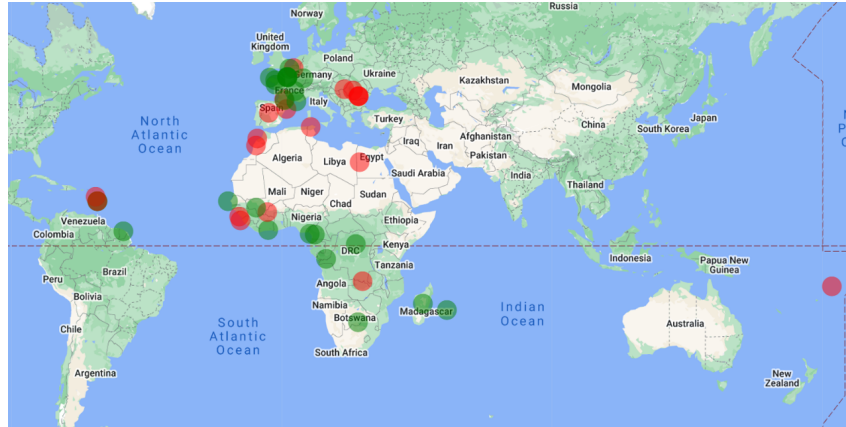 Russia
Norway
United
Kingdom
Poland
Germany
Ukraine
Kazakhstan
Mongolia
France
Spain
Italy
Turkey
North
Atlantic
Ocean
China
South Korea
Japan
Afghanistan
Iraq
Iran
Pakistan
Algeria
Libya
Egypt
Saudi Arabia
India
Mali
Niger
Chad
Sudan
Thailand
Nigeria
Ethiopia
Venezuela
Colombia
DRC
Kenya
Tanzania
Indonesia
Papua New
Guinea
Brazil
Peru
Bolivia
Angola
Namibia
Botswana
Madagascar
Indian
Ocean
South
Atlantic
Ocean
Chile
Australia
South Africa
Argentina
New
Zealand